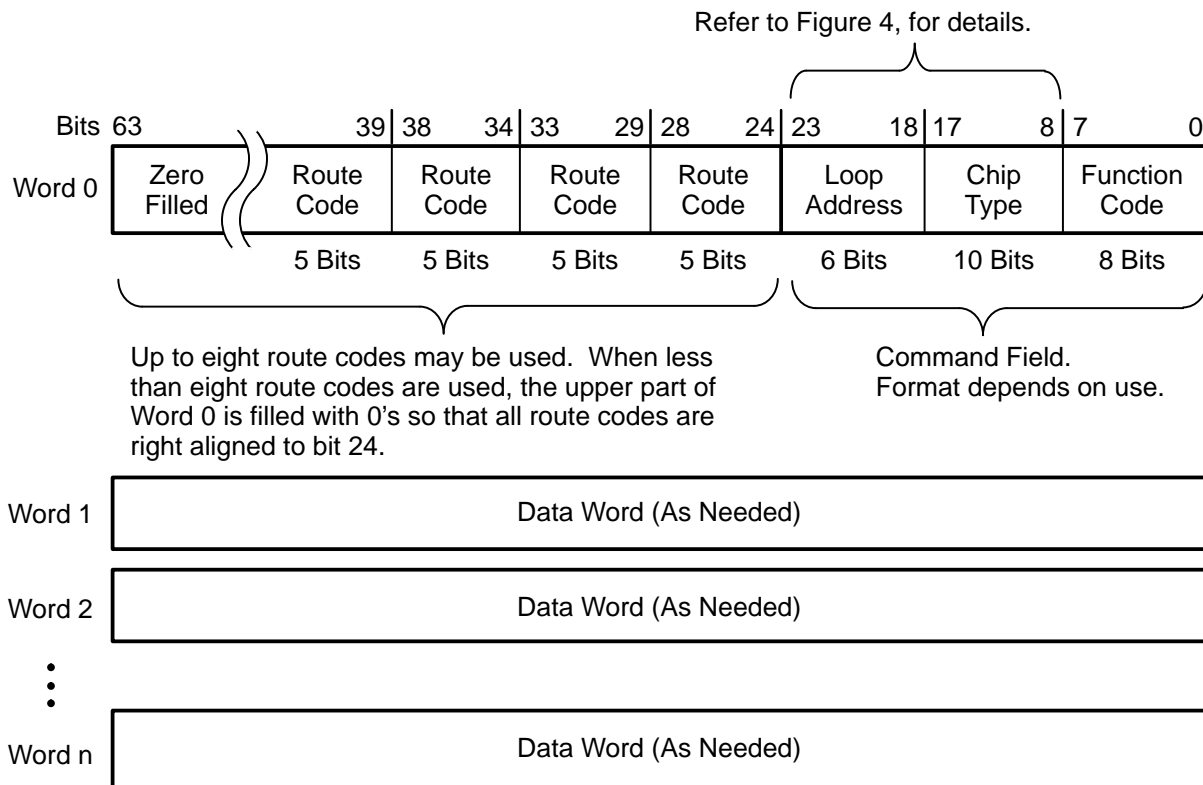 Refer to Figure 4, for details.
Bits 63 39 38 34 33 29 28 24 23 18 17 8 7 0
Word 0
Zero Filled
Route Code
Route Code
Route Code
Route Code
Loop Address
Chip Type
Function Code
5 Bits 5 Bits 5 Bits 5 Bits 6 Bits 10 Bits 8 Bits
Up to eight route codes may be used. When less
than eight route codes are used, the upper part of
Word 0 is filled with 0’s so that all route codes are
right aligned to bit 24.
Command Field.
Format depends on use.
Word 1 Data Word (As Needed)
Word 2 Data Word (As Needed)
Word n Data Word (As Needed)